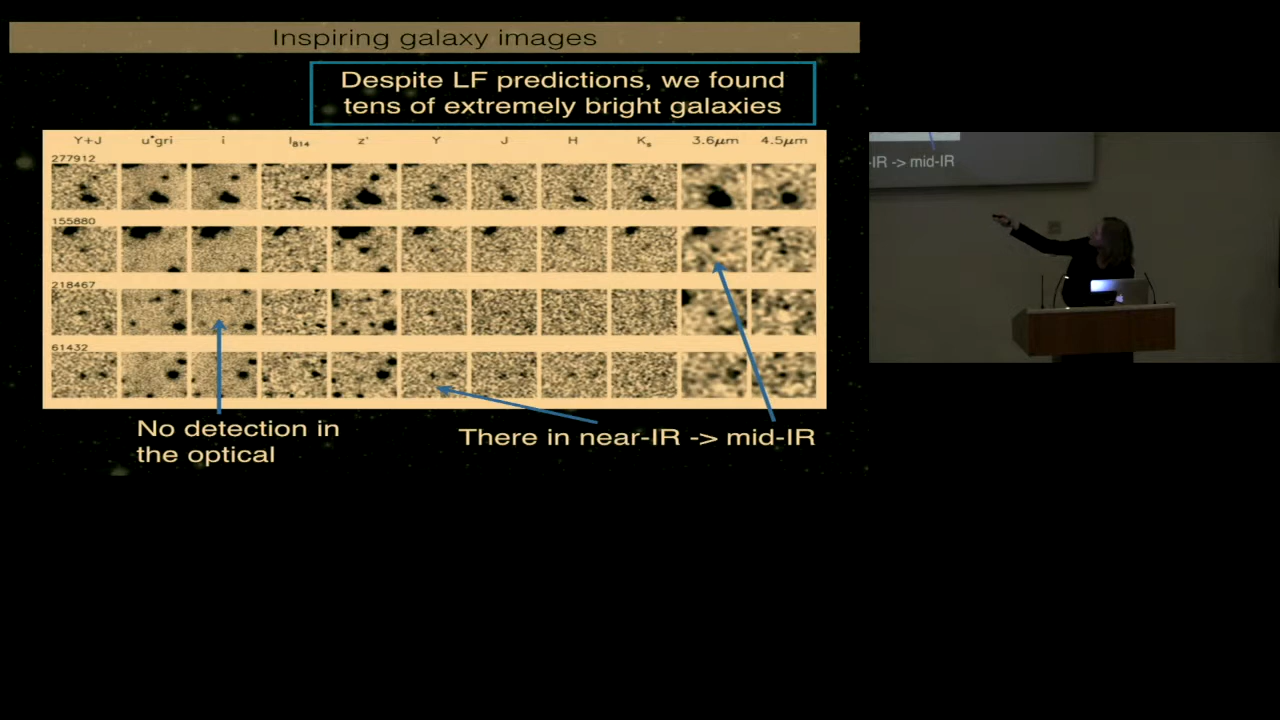 Inspiring galaxy images
Despite LF predictions, we found
tens of extremely bright galaxies
Y+J u*gri i I814 z' Y J H Ks 3.6μm 4.5μm
277912
155880
218467
61432
No detection in
the optical
There in near-IR -> mid-IR
-IR -> mid-IR